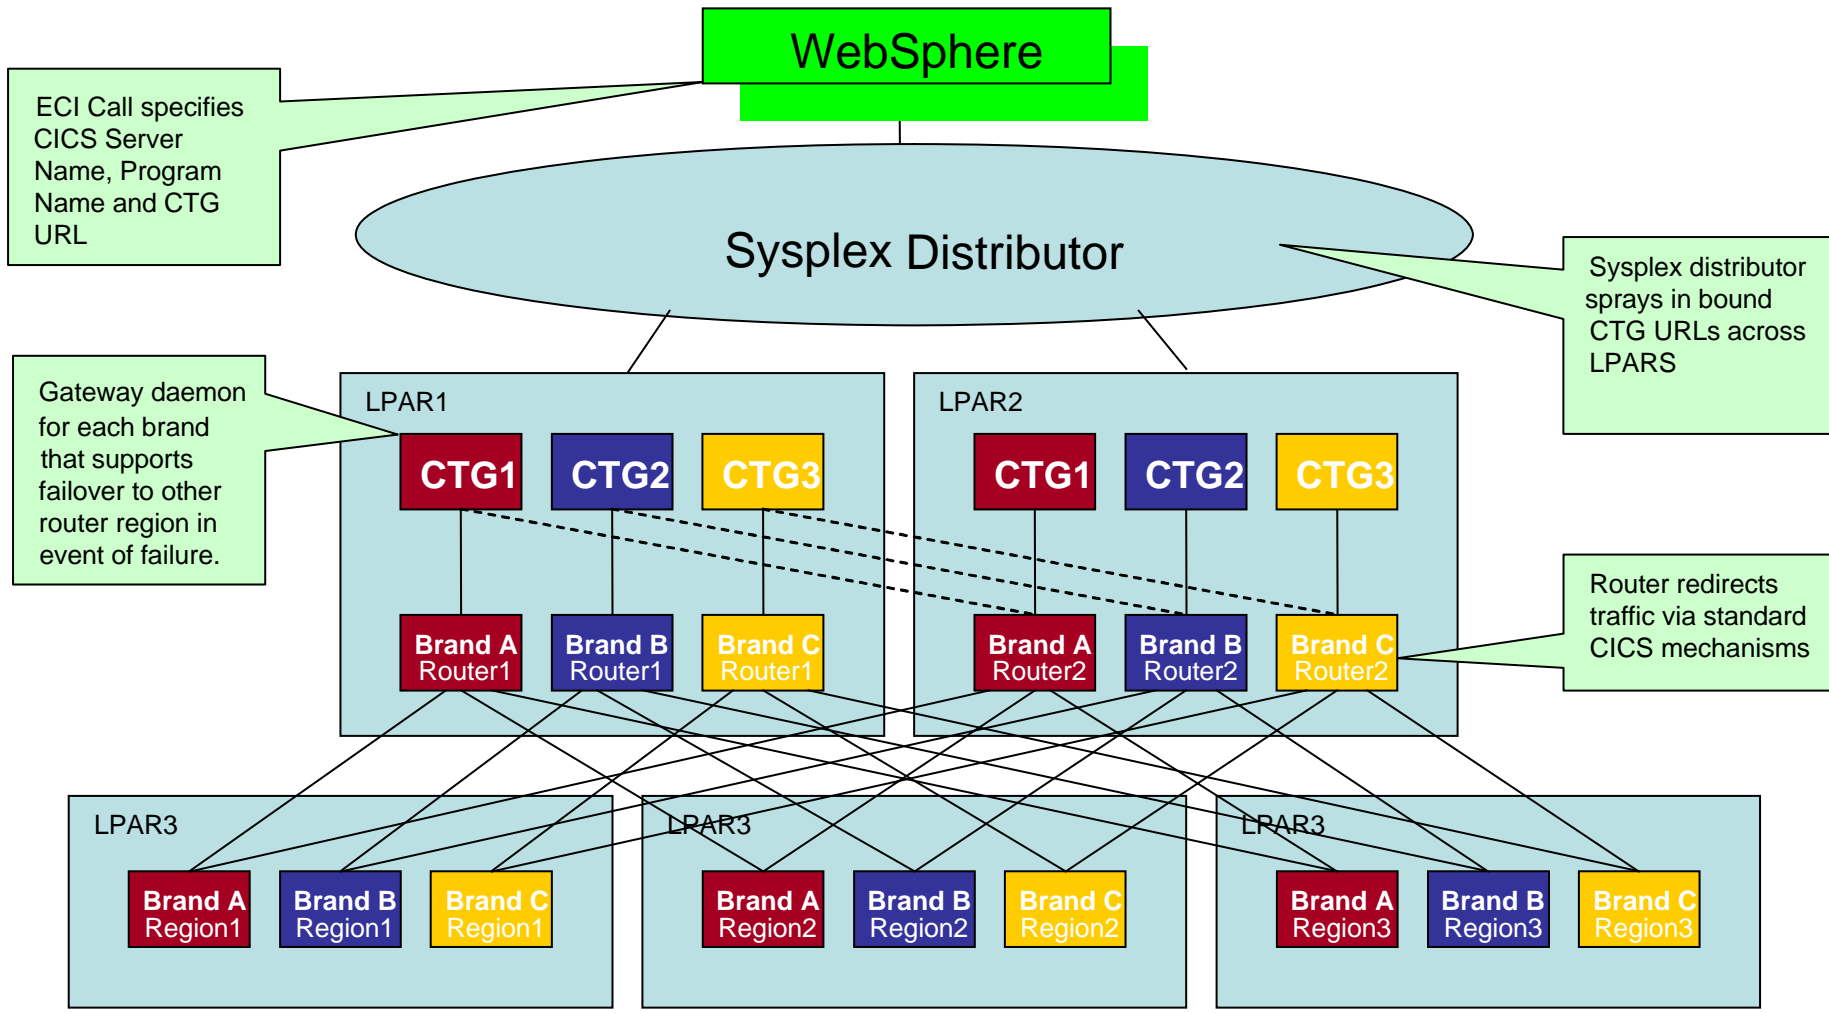 WebSphere
ECI Call specifies
CICS Server
Name, Program
Name and CTG
URL
Sysplex Distributor
Sysplex distributor
sprays in bound
CTG URLs across
LPARS
Gateway daemon
for each brand
that supports
failover to other
router region in
event of failure.
LPAR1
LPAR2
CTG1
CTG2
CTG3
CTG1
CTG2
CTG3
Router redirects
traffic via standard
CICS mechanisms
Brand A
Router1
Brand B
Router1
Brand C
Router1
Brand A
Router2
Brand B
Router2
Brand C
Router2
LPAR3
LPAR3
LPAR3
Brand A
Region1
Brand B
Region1
Brand C
Region1
Brand A
Region2
Brand B
Region2
Brand C
Region2
Brand A
Region3
Brand B
Region3
Brand C
Region3